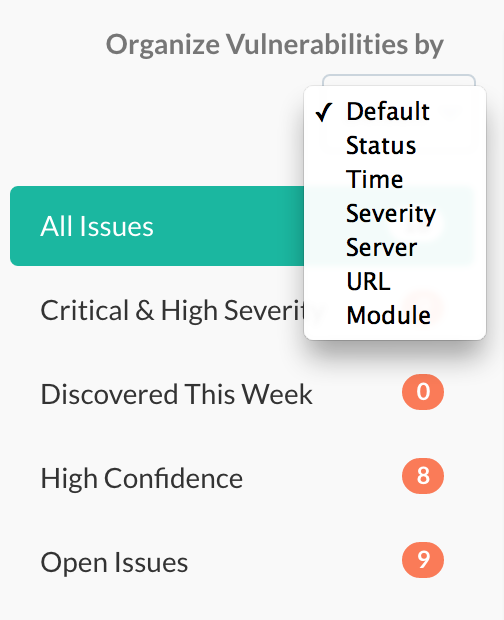 Organize Vulnerabilities by
✓ Default
Status
Time
Severity
Server
URL
Module
All Issues
Critical & High Severity
Discovered This Week 0
High Confidence 8
Open Issues 9